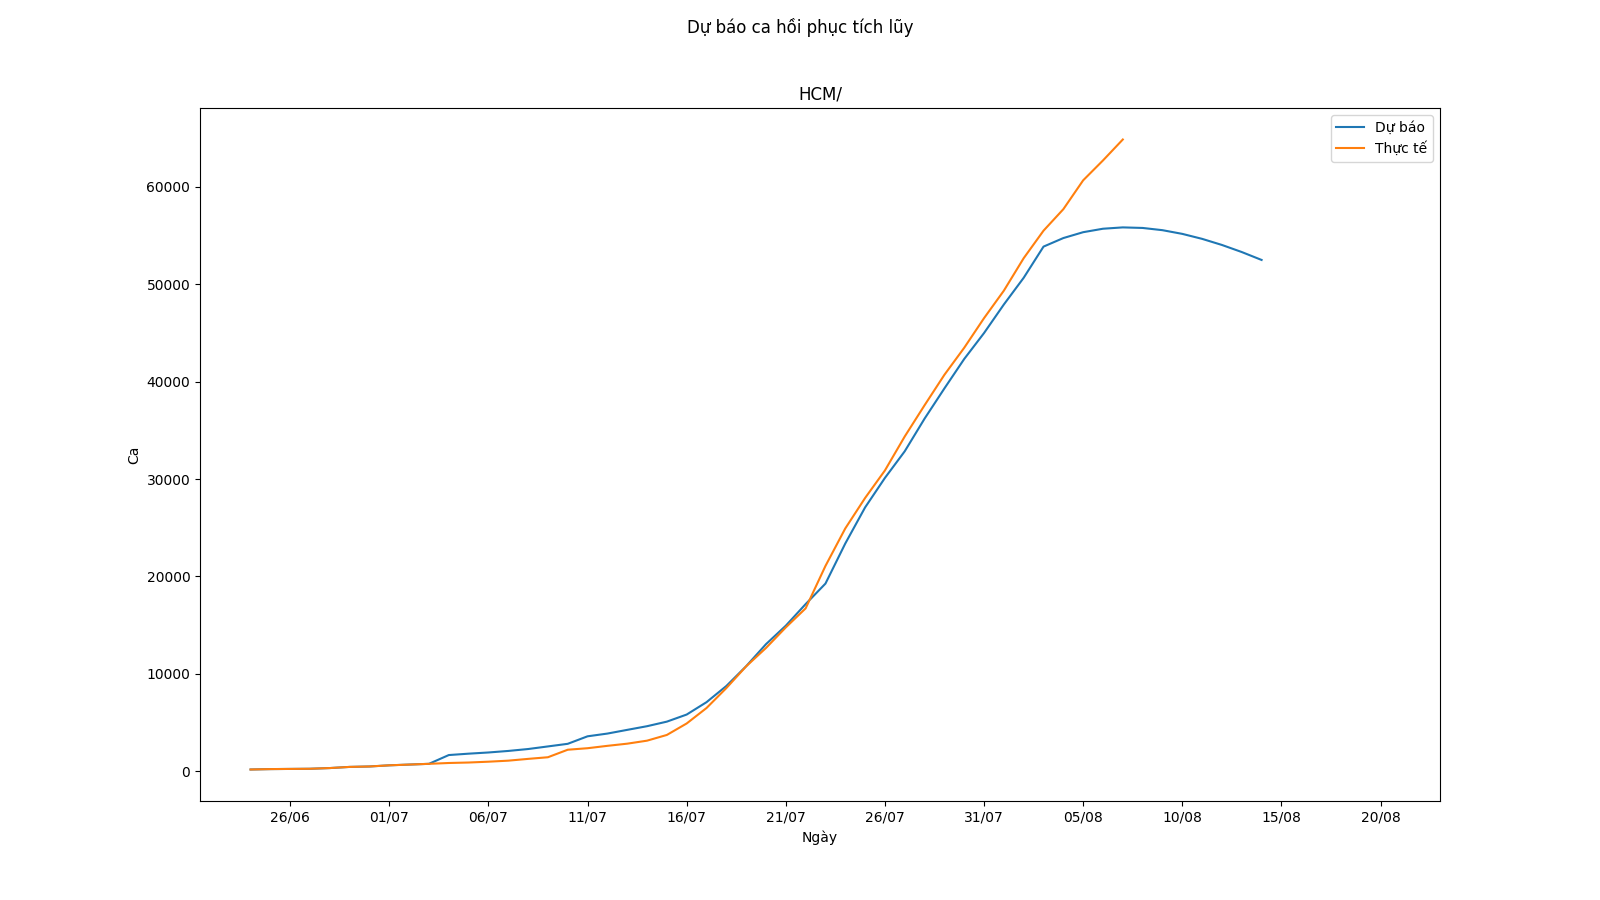 Dự báo ca hồi phục tích lũy
HCM/
Dự báo
Thực tế
60000
50000
40000
30000
20000
10000
0
Ca
26/06 01/07 06/07 11/07 16/07 21/07 26/07 31/07 05/08 10/08 15/08 20/08
Ngày